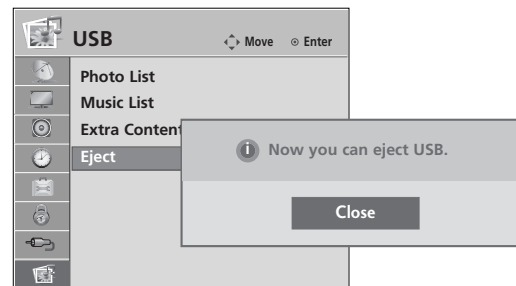 USB Move Enter
Photo List
Music List
Extra Content
Eject
Now you can eject USB.
Close